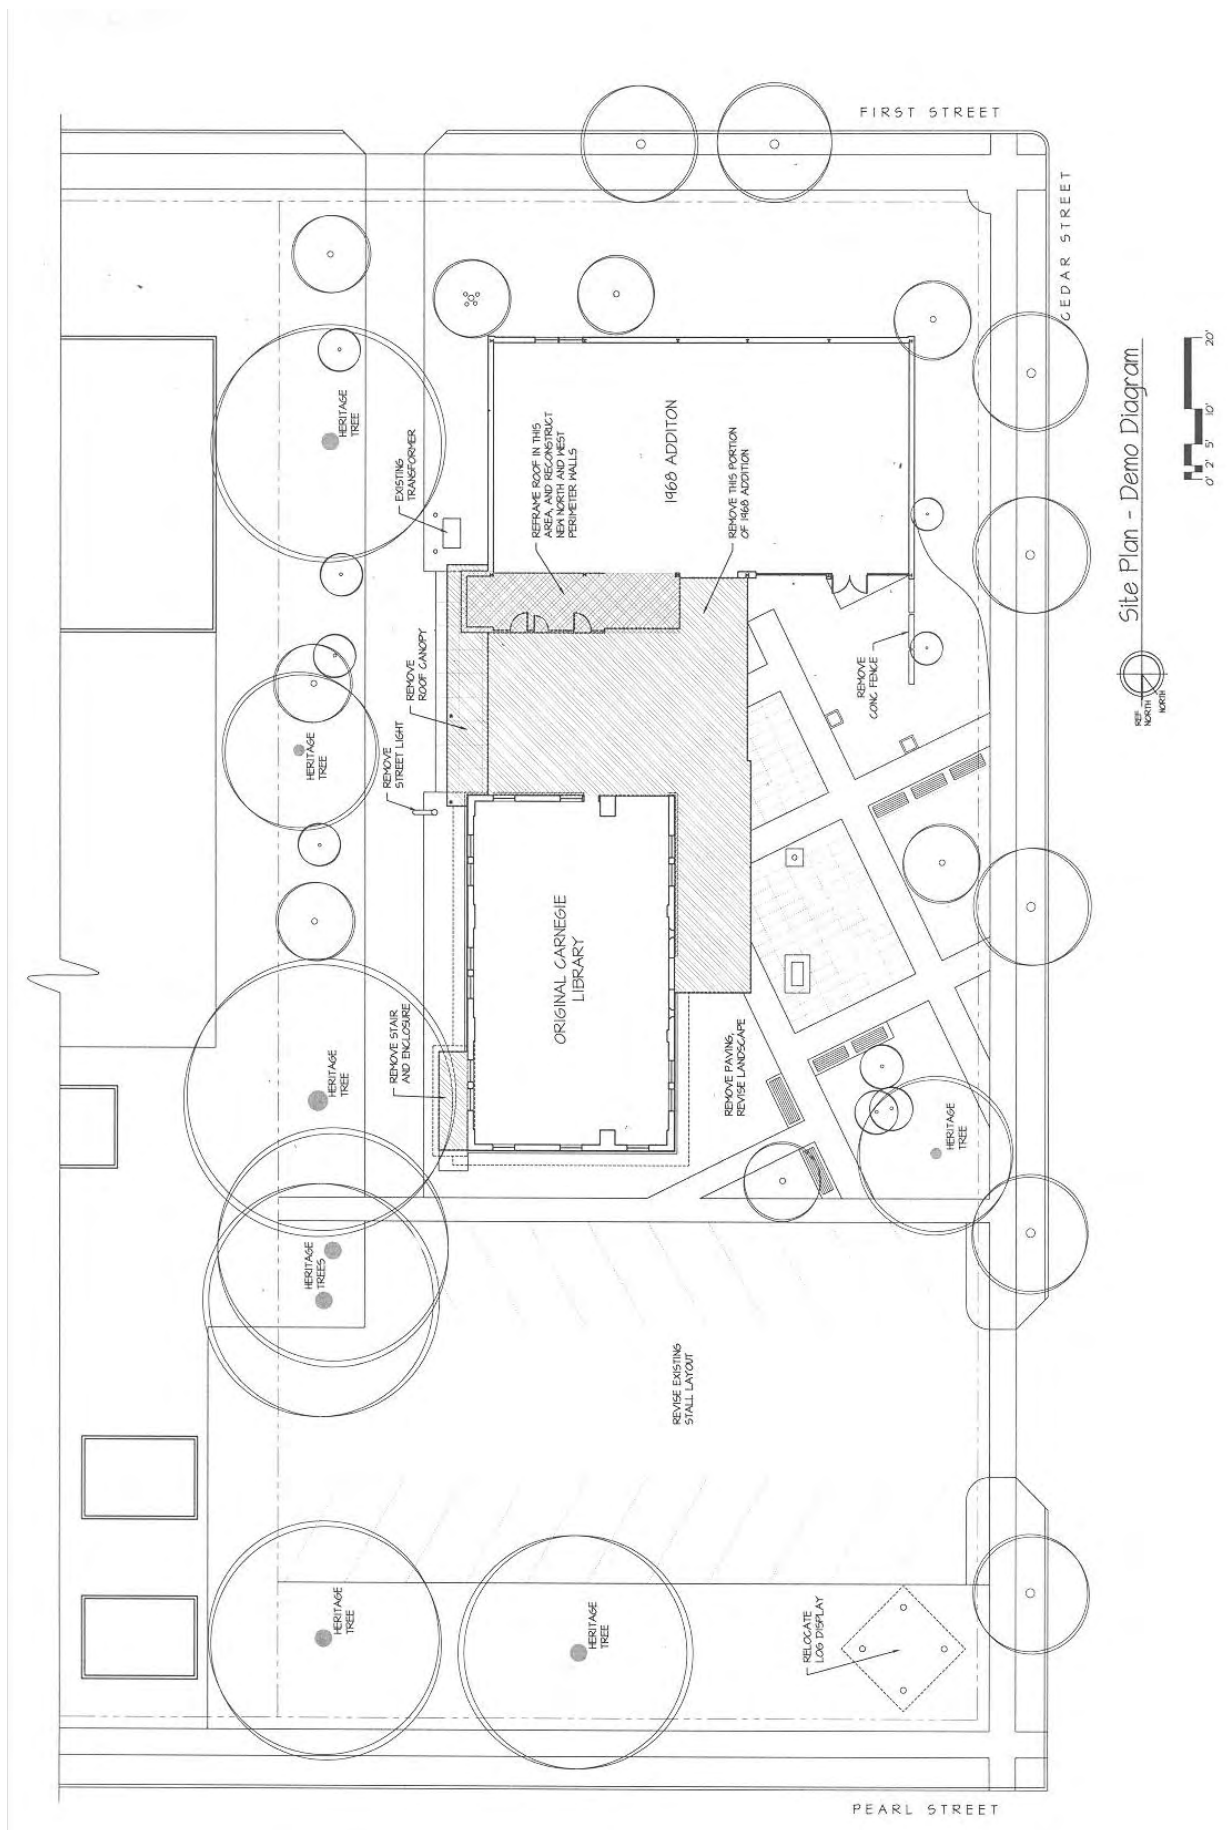 FIRST STREET
CEDAR STREET
HERITAGE
TREE
EXISTING
TRANSFORMER
REFRAME ROOF IN THIS
AREA, AND RECONSTRUCT
NEW NORTH AND WEST
PERIMETER WALLS
1968 ADDITON
REMOVE THIS PORTION
OF 1968 ADDITION
Site Plan - Demo Diagram
0' 2' 5' 10' 20'
REF.
NORTH
NORTH
REMOVE
ROOF CANOPY
REMOVE
CONC FENCE
HERITAGE
TREE
REMOVE
STREET LIGHT
ORIGINAL CARNEGIE
LIBRARY
REMOVE STAIR
AND ENCLOSURE
HERITAGE
TREE
REMOVE PAVING,
REVISE LANDSCAPE
HERITAGE
TREE
HERITAGE
TREES
REVISE EXISTING
STALL LAYOUT
HERITAGE
TREE
HERITAGE
TREE
RELOCATE
LOG DISPLAY
PEARL STREET